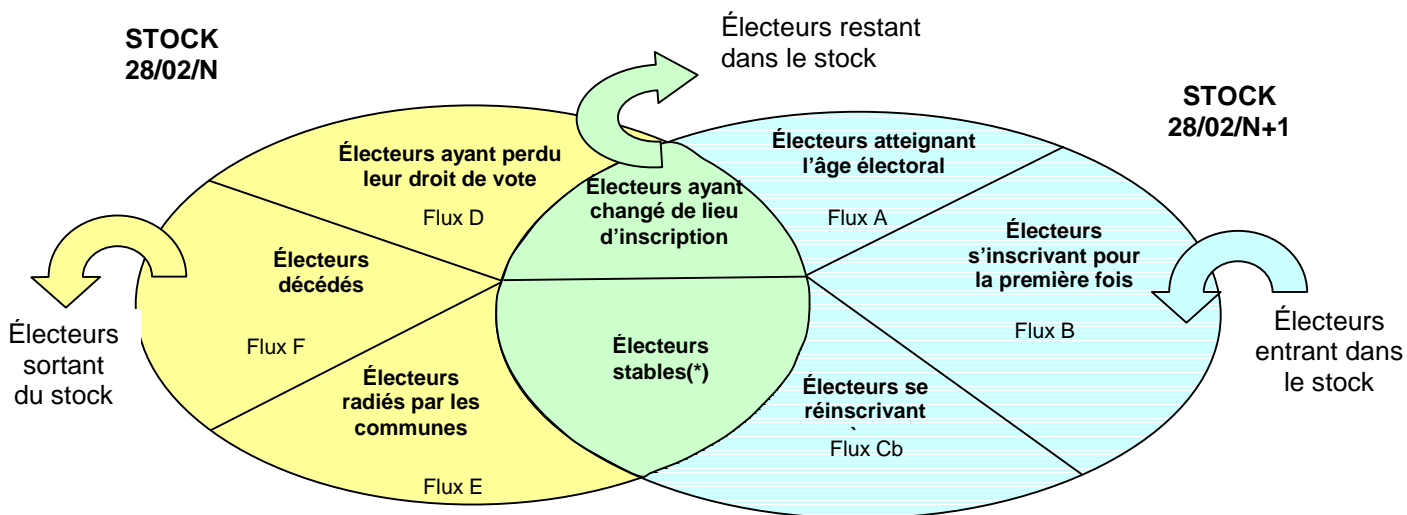 STOCK
28/02/N
Électeurs restant
dans le stock
STOCK
28/02/N+1
Électeurs ayant perdu
leur droit de vote
Flux D
Électeurs ayant
changé de lieu
d’inscription
Électeurs atteignant
l’âge électoral
Flux A
Électeurs
décédés
Flux F
Électeurs
s’inscrivant pour
la première fois
Flux B
Électeurs
sortant
du stock
Électeurs
radiés par les
communes
Flux E
Électeurs
stables(*)
Électeurs se
réinscrivant
Flux Cb
Électeurs
entrant dans
le stock